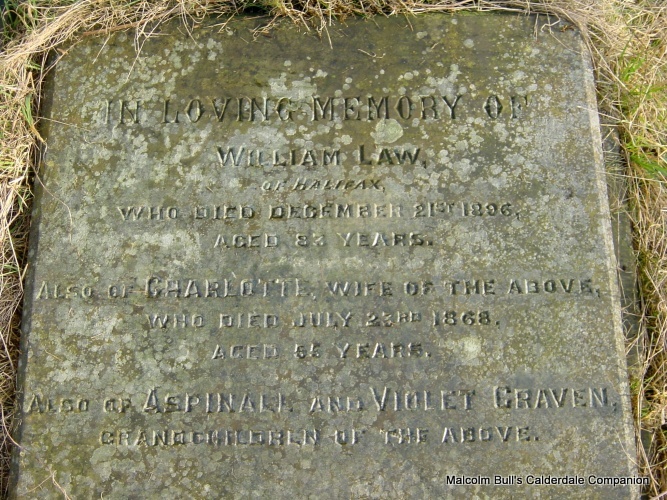 IN LOVING MEMORY OF
WILLIAM LAW,
OF HALIFAX,
WHO DIED DECEMBER 21ST 1896,
AGED 83 YEARS.
ALSO OF CHARLOTTE, WIFE OF THE ABOVE,
WHO DIED JULY 23RD 1868.
AGED 55 YEARS.
ALSO OF ASPINALL AND VIOLET CRAVEN,
GRANDCHILDREN OF THE ABOVE.
Malcolm Bull's Calderdale Companion